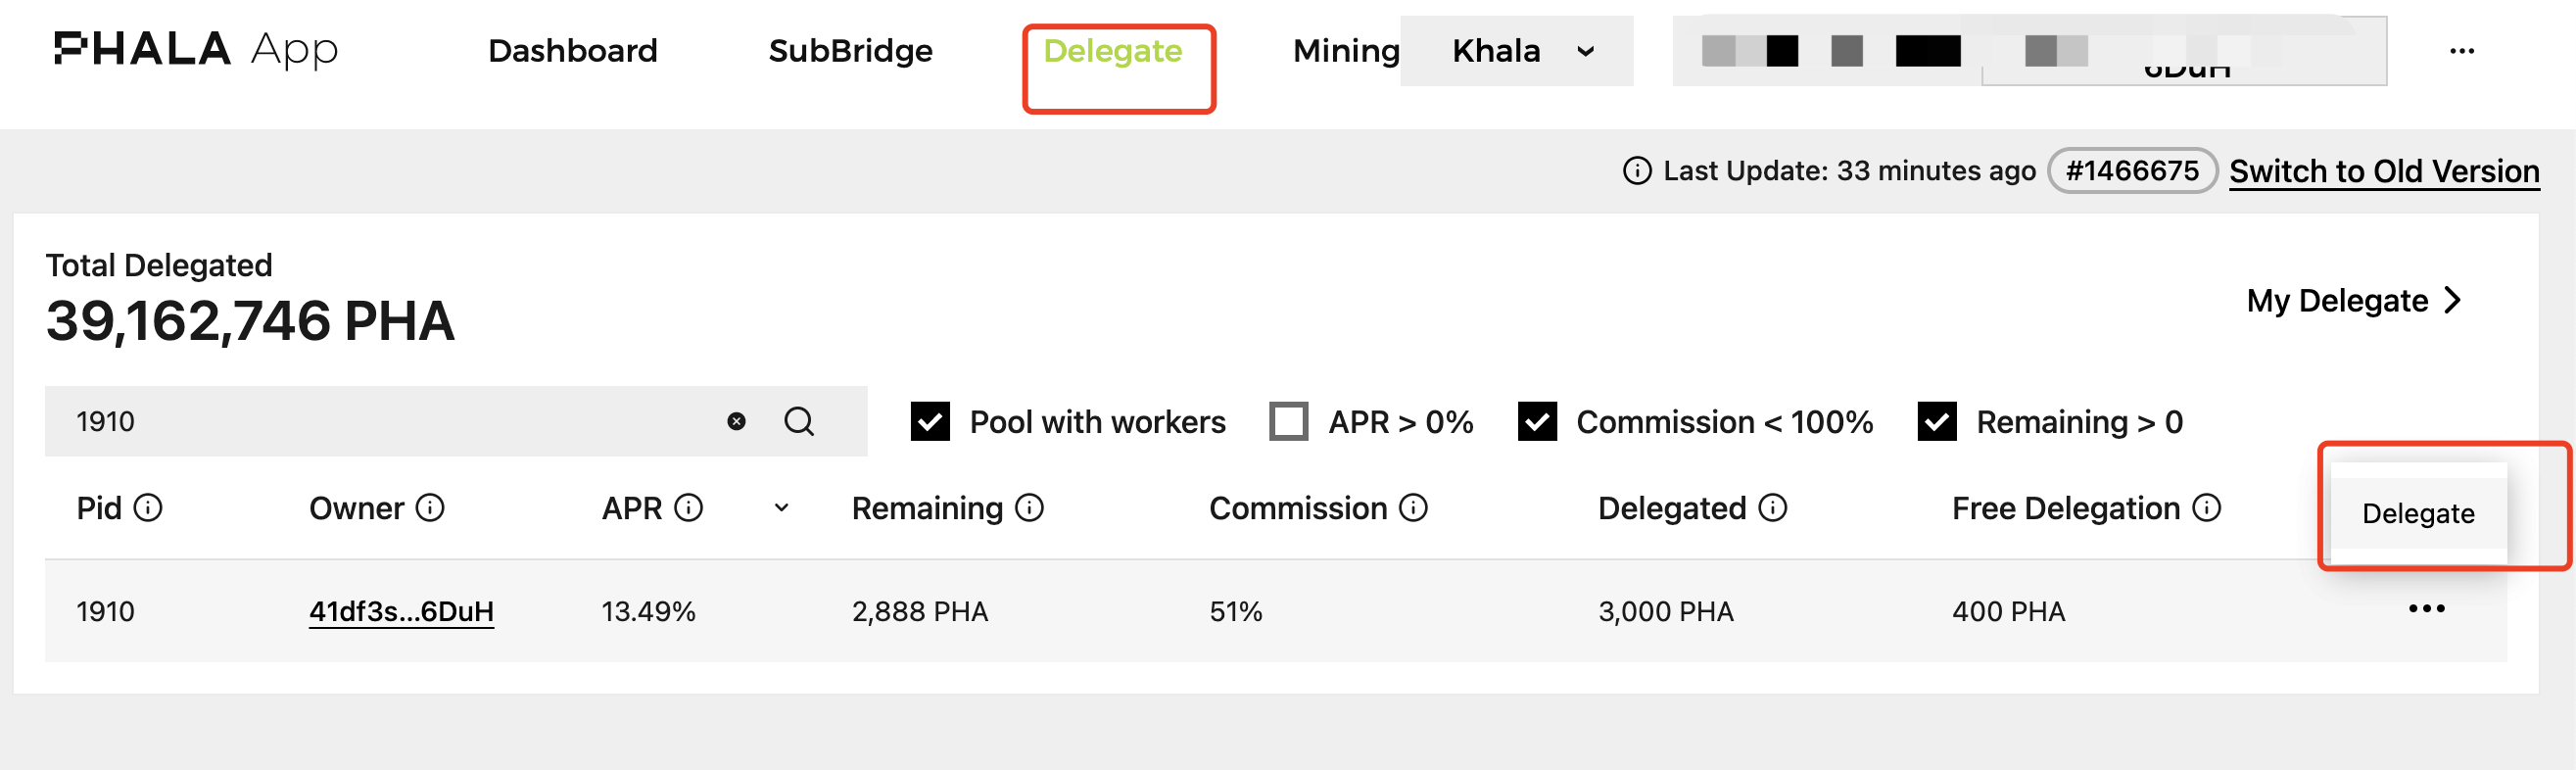 PHALA App Dashboard SubBridge Delegate Mining Khala
6DuH
Last Update: 33 minutes ago #1466675 Switch to Old Version
Total Delegated
39,162,746 PHA
My Delegate
1910 Pool with workers APR > 0% Commission < 100% Remaining > 0
Pid Owner APR Remaining Commission Delegated Free Delegation Delegate
1910 41df3s...6DuH 13.49% 2,888 PHA 51% 3,000 PHA 400 PHA